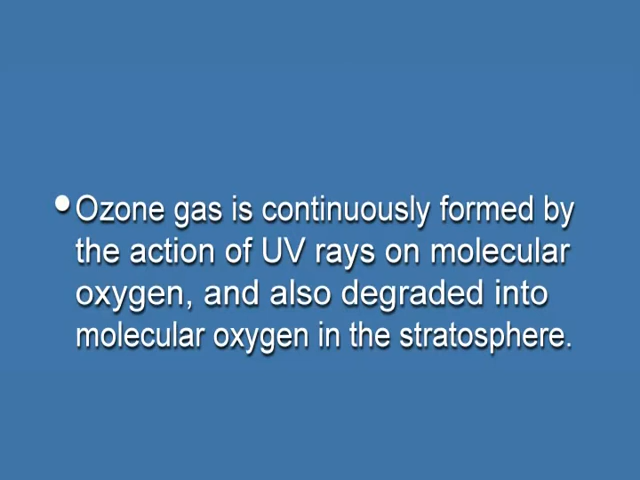 •Ozone gas is continuously formed by
the action of UV rays on molecular
oxygen, and also degraded into
molecular oxygen in the stratosphere.